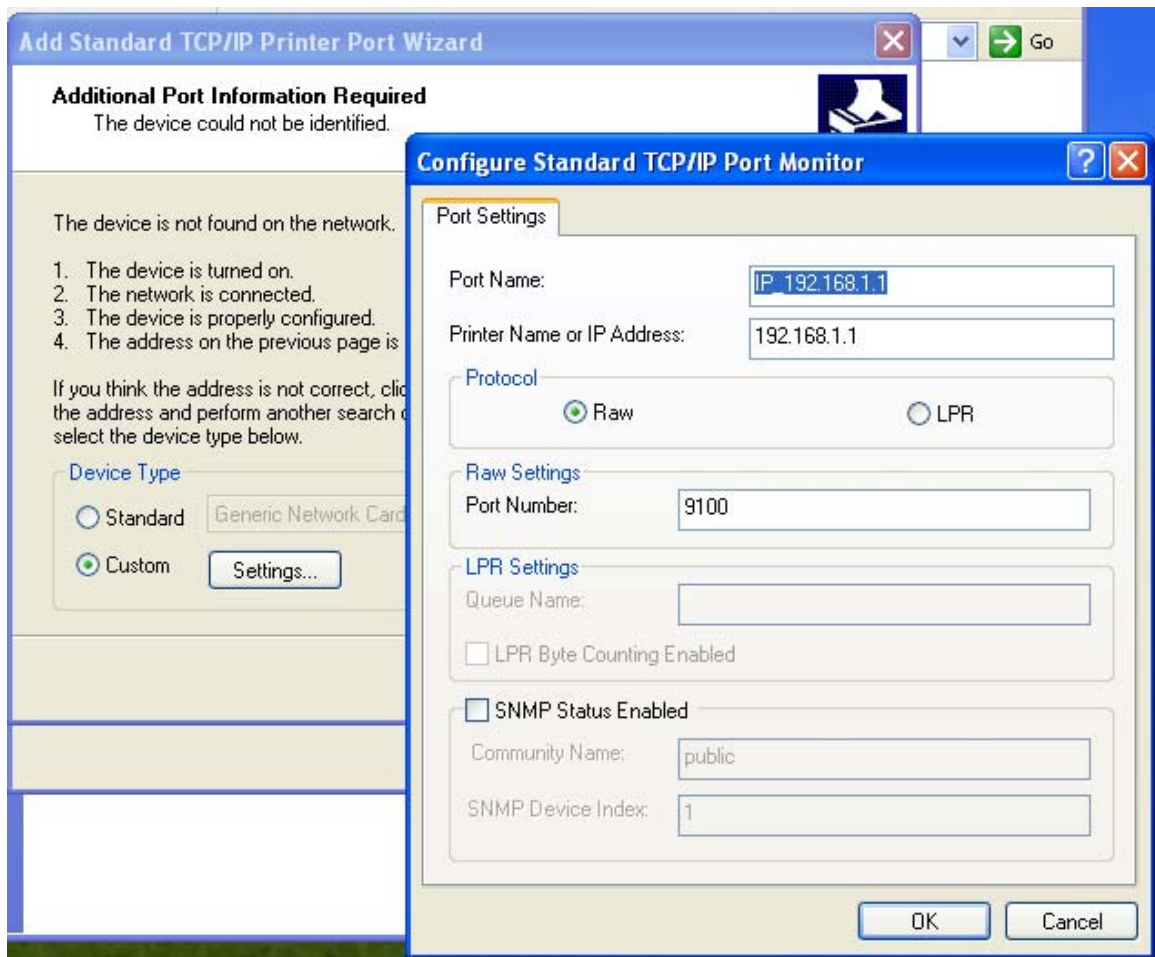 Add Standard TCP/IP Printer Port Wizard
Go
Additional Port Information Required
The device could not be identified.
The device is not found on the network.
1. The device is turned on.
2. The network is connected.
3. The device is properly configured.
4. The address on the previous page is
If you think the address is not correct, clic
the address and perform another search
select the device type below.
Device Type
Standard
Generic Network Card
Custom
Settings...
Configure Standard TCP/IP Port Monitor
Port Settings
Port Name:
IP_192.168.1.1
Printer Name or IP Address:
192.168.1.1
Protocol
Raw
LPR
Raw Settings
Port Number:
9100
LPR Settings
Queue Name:
LPR Byte Counting Enabled
SNMP Status Enabled
Community Name:
public
SNMP Device Index:
1
OK
Cancel